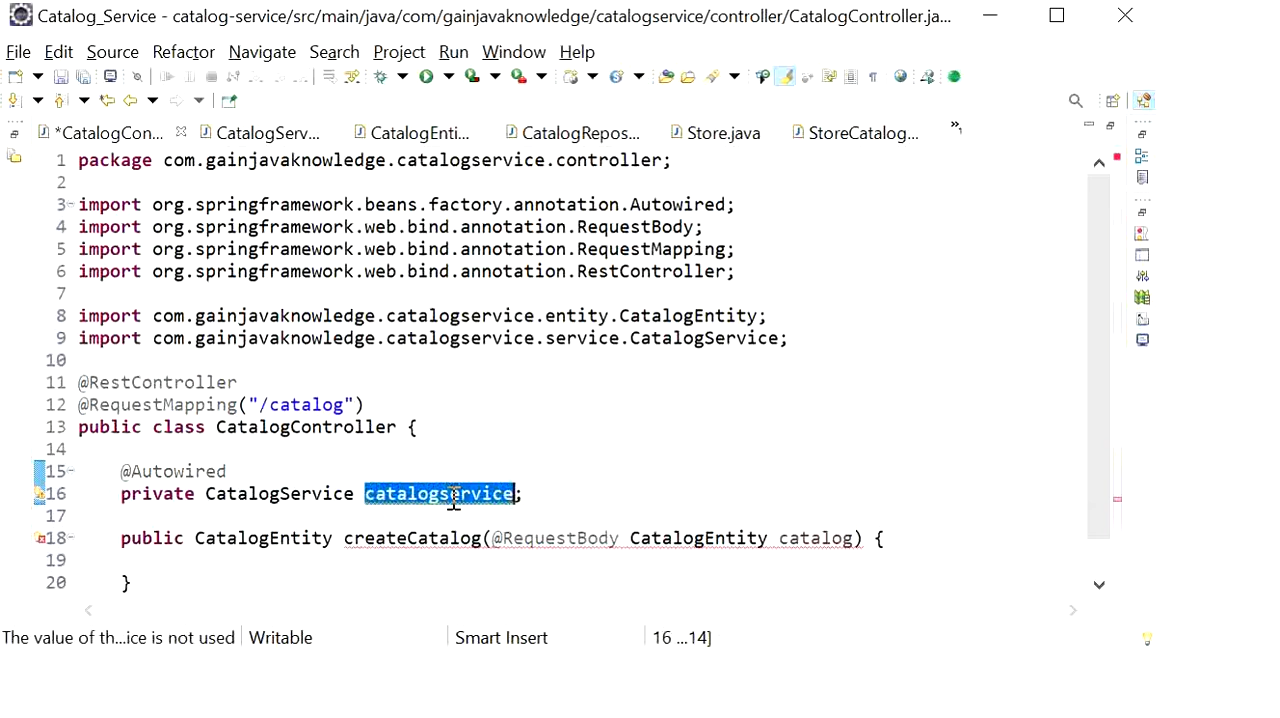 Catalog_Service - catalog-service/src/main/java/com/gainjavaknowledge/catalogservice/controller/CatalogController.ja...
File Edit Source Refactor Navigate Search Project Run Window Help
*CatalogCon... CatalogServ... CatalogEnti... CatalogRepos... Store.java StoreCatalog... »1
1 package com.gainjavaknowledge.catalogservice.controller;
2
3 import org.springframework.beans.factory.annotation.Autowired;
4 import org.springframework.web.bind.annotation.RequestBody;
5 import org.springframework.web.bind.annotation.RequestMapping;
6 import org.springframework.web.bind.annotation.RestController;
7
8 import com.gainjavaknowledge.catalogservice.entity.CatalogEntity;
9 import com.gainjavaknowledge.catalogservice.service.CatalogService;
10
11 @RestController
12 @RequestMapping("/catalog")
13 public class CatalogController {
14
15 @Autowired
16 private CatalogService catalogservice;
17
18 public CatalogEntity createCatalog(@RequestBody CatalogEntity catalog) {
19
20 }
The value of th...ice is not used Writable Smart Insert 16 ...14]